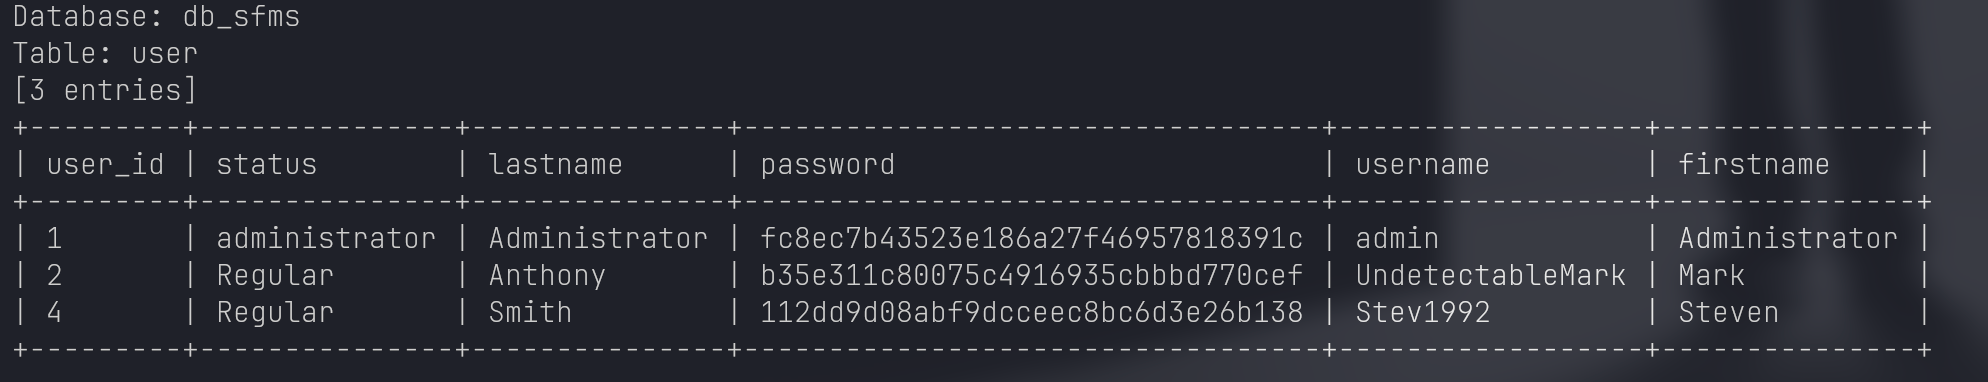 Database: db_sfms
Table: user
[3 entries]
+---------+---------------+---------------+----------------------------------+------------------+---------------+
| user_id | status        | lastname      | password                         | username         | firstname     |
+---------+---------------+---------------+----------------------------------+------------------+---------------+
| 1       | administrator | Administrator | fc8ec7b43523e186a27f46957818391c | admin            | Administrator |
| 2       | Regular       | Anthony       | b35e311c80075c4916935cbbbd770cef | UndetectableMark | Mark          |
| 4       | Regular       | Smith         | 112dd9d08abf9dcceec8bc6d3e26b138 | Stev1992         | Steven        |
+---------+---------------+---------------+----------------------------------+------------------+---------------+